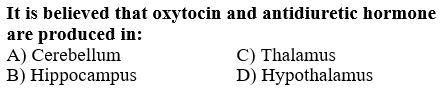 It is believed that oxytocin and antidiuretic hormone
are produced in:
A) Cerebellum C) Thalamus
B) Hippocampus D) Hypothalamus